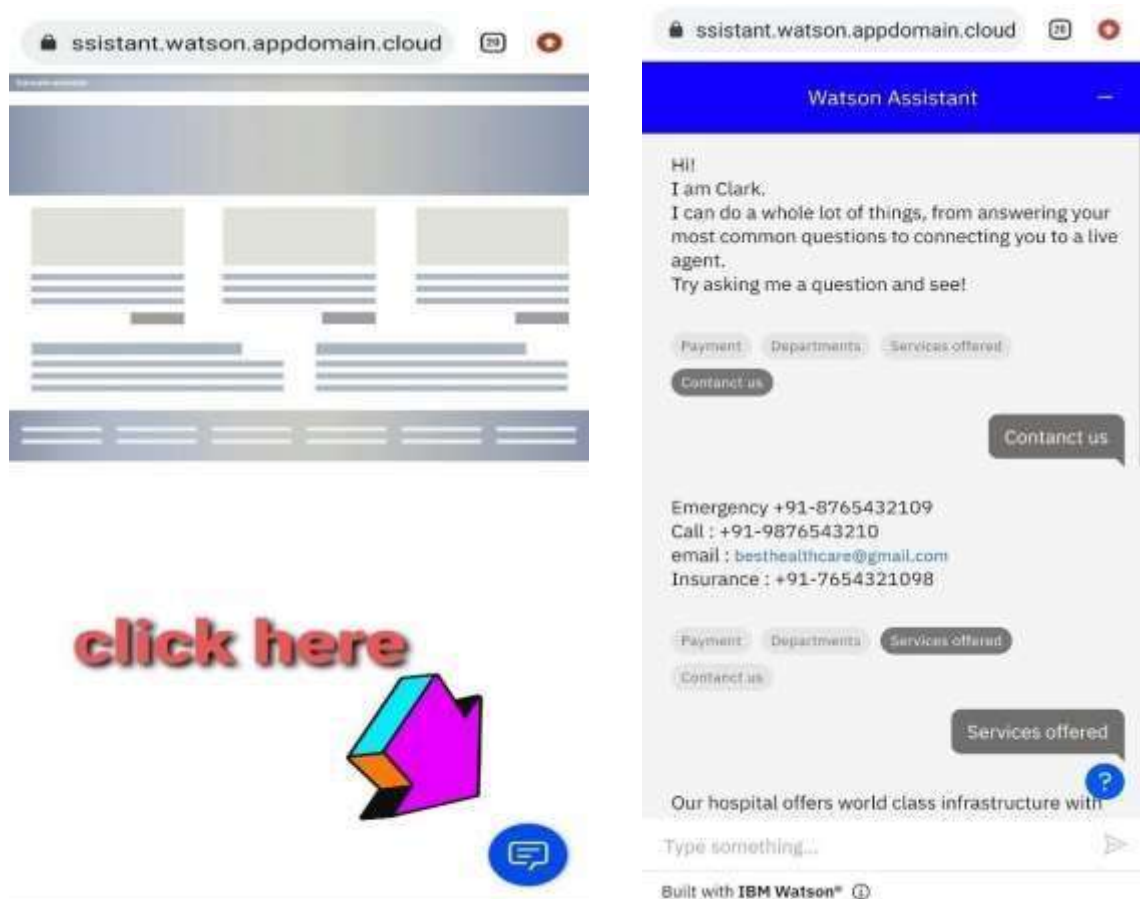 ssistant.watson.appdomain.cloud
29
click here
ssistant.watson.appdomain.cloud
Watson Assistant
Hi!
I am Clark.
I can do a whole lot of things, from answering your
most common questions to connecting you to a live
agent.
Try asking me a question and see!
Payment Departments Services offered
Contanct us
Contanct us
Emergency +91-8765432109
Call : +91-9876543210
email : besthealthcare@gmail.com
Insurance : +91-7654321098
Payment Departments Services offered
Contanct us
Services offered
?
Our hospital offers world class infrastructure with
Type something...
Built with IBM Watson®